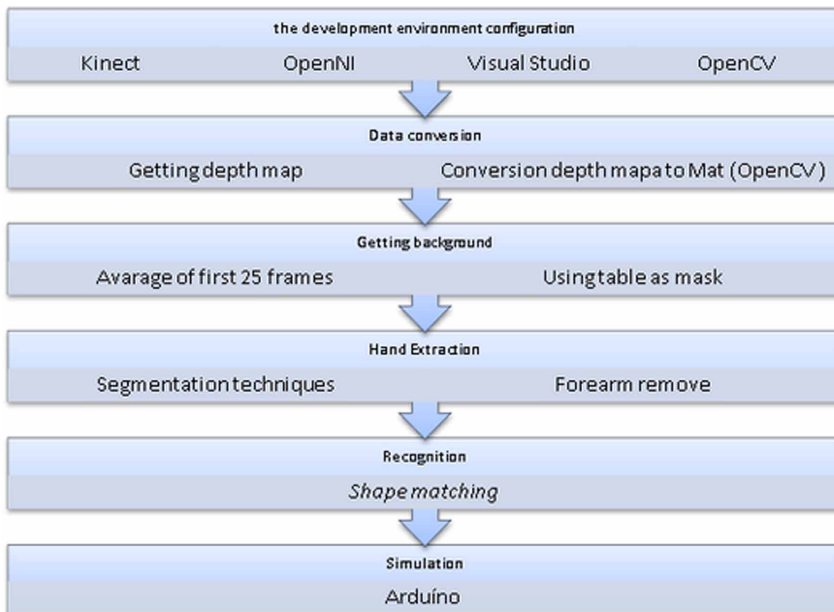 the development environment configuration
Kinect OpenNI Visual Studio OpenCV
Data conversion
Getting depth map Conversion depth mapa to Mat (OpenCV)
Getting background
Avarage of first 25 frames Using table as mask
Hand Extraction
Segmentation techniques Forearm remove
Recognition
Shape matching
Simulation
Arduíno